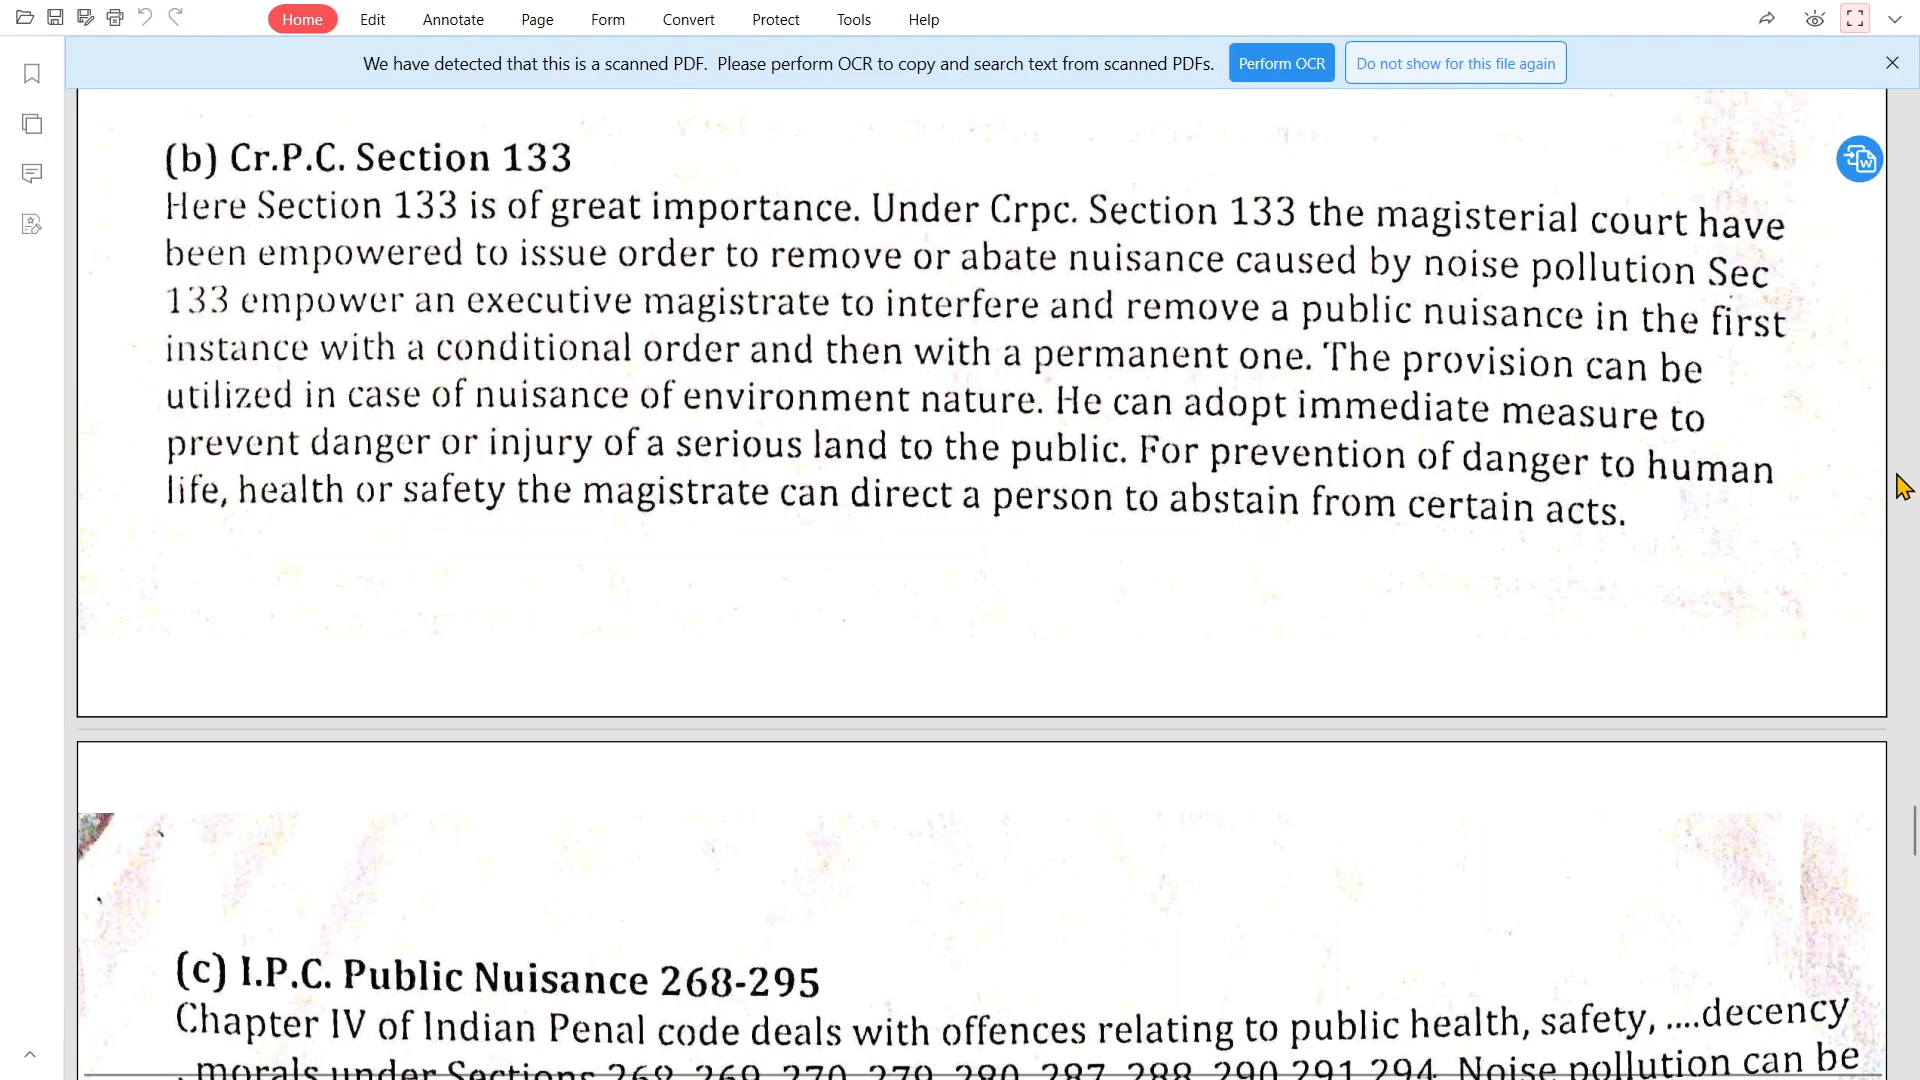 Home Edit Annotate Page Form Convert Protect Tools Help
We have detected that this is a scanned PDF. Please perform OCR to copy and search text from scanned PDFs. Perform OCR Do not show for this file again
(b) Cr.P.C. Section 133
Here Section 133 is of great importance. Under Crpc. Section 133 the magisterial court have
been empowered to issue order to remove or abate nuisance caused by noise pollution Sec
133 empower an executive magistrate to interfere and remove a public nuisance in the first
instance with a conditional order and then with a permanent one. The provision can be
utilized in case of nuisance of environment nature. He can adopt immediate measure to
prevent danger or injury of a serious land to the public. For prevention of danger to human
life, health or safety the magistrate can direct a person to abstain from certain acts.
(c) I.P.C. Public Nuisance 268-295
Chapter IV of Indian Penal code deals with offences relating to public health, safety, ....decency
, morals under Sections 268, 269, 270, 279, 280, 287, 288, 290 291 294. Noise pollution can be